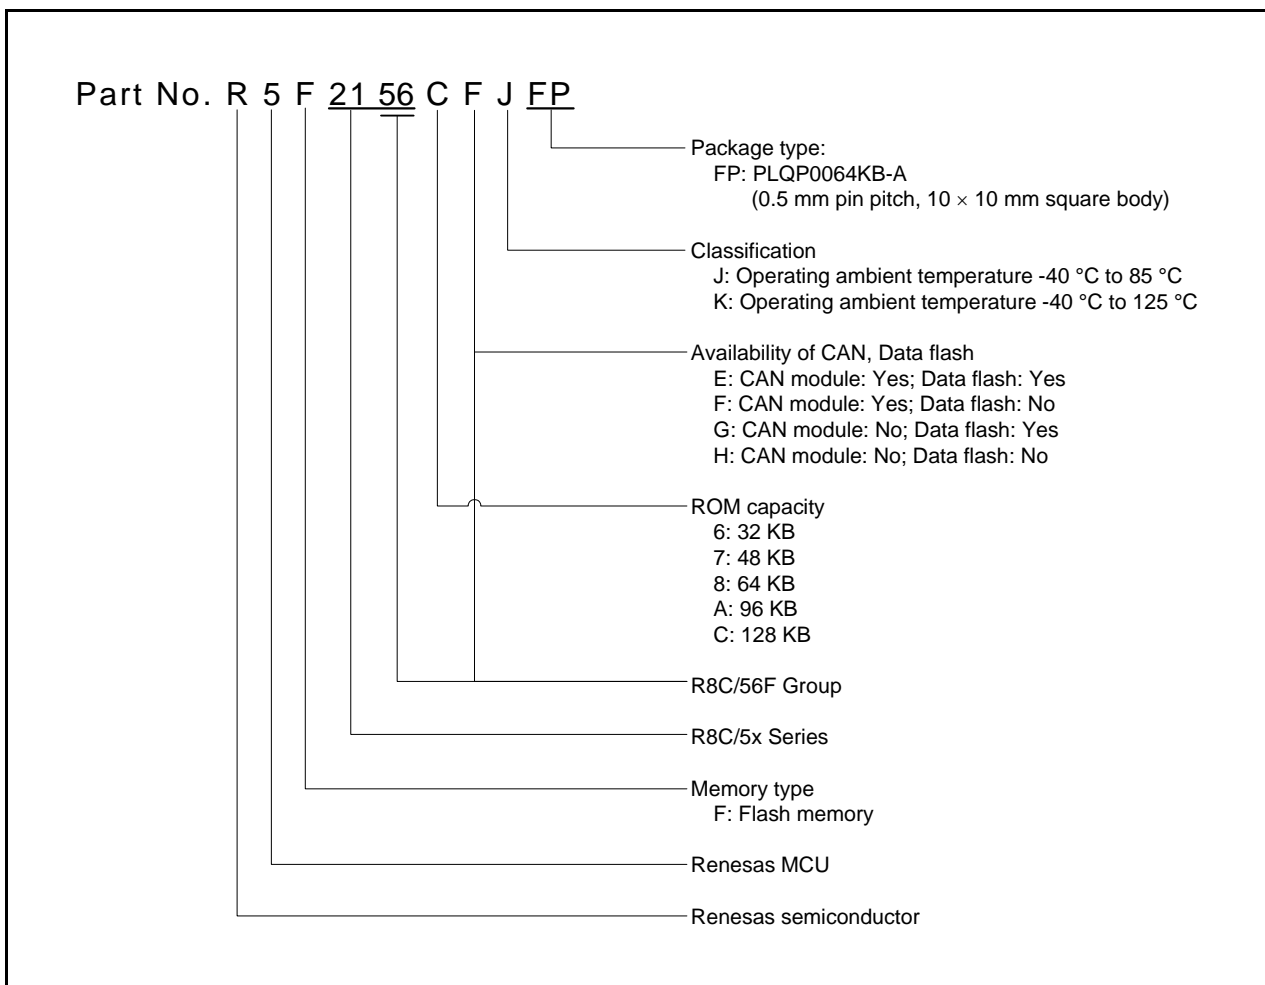 Part No. R 5 F 21 56 C F J FP
Package type:
FP: PLQP0064KB-A
(0.5 mm pin pitch, 10 × 10 mm square body)
Classification
J: Operating ambient temperature -40 °C to 85 °C
K: Operating ambient temperature -40 °C to 125 °C
Availability of CAN, Data flash
E: CAN module: Yes; Data flash: Yes
F: CAN module: Yes; Data flash: No
G: CAN module: No; Data flash: Yes
H: CAN module: No; Data flash: No
ROM capacity
6: 32 KB
7: 48 KB
8: 64 KB
A: 96 KB
C: 128 KB
R8C/56F Group
R8C/5x Series
Memory type
F: Flash memory
Renesas MCU
Renesas semiconductor